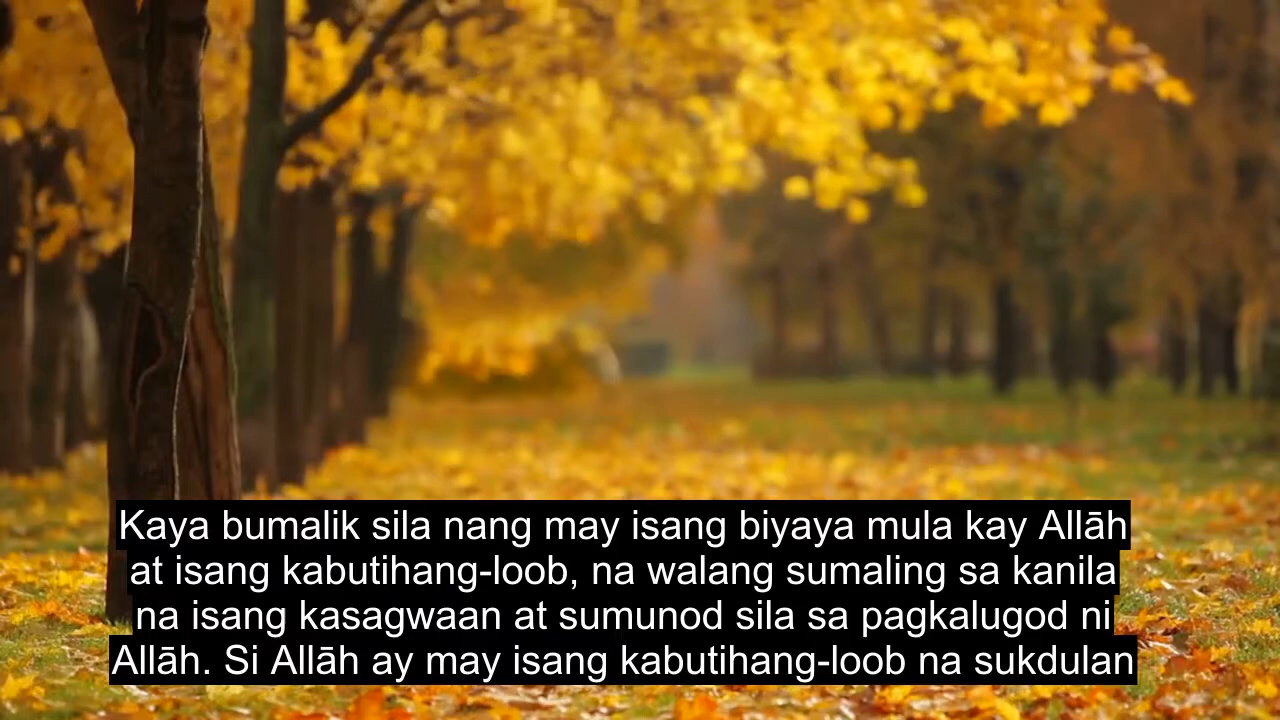 Kaya bumalik sila nang may isang biyaya mula kay Allāh
at isang kabutihang-loob, na walang sumaling sa kanila
na isang kasagwaan at sumunod sila sa pagkalugod ni
Allāh. Si Allāh ay may isang kabutihang-loob na sukdulan